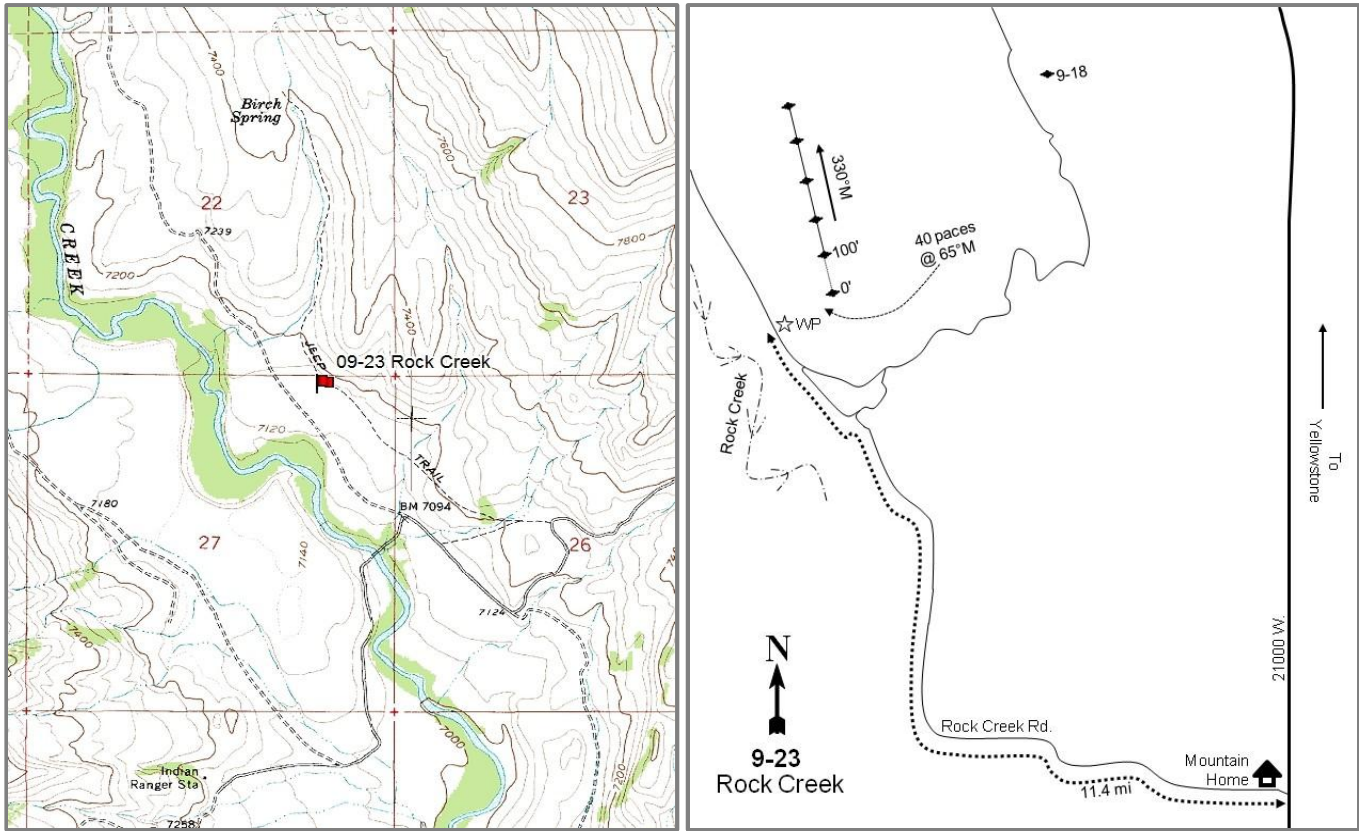 7400
Birch
Spring
7600
23
22
7239
CREEK
7200
7800
7400
JEEP
09-23 Rock Creek
7120
TRAIL
BM 7094
7180
27
7140
26
7124
7400
7000
Indian
Ranger Sta
7200
7258
9-18
330°M
40 paces
@ 65°M
100'
0'
WP
Rock Creek
To
Yellowstone
21000 W.
N
Rock Creek Rd.
9-23
Rock Creek
Mountain
Home
11.4 mi